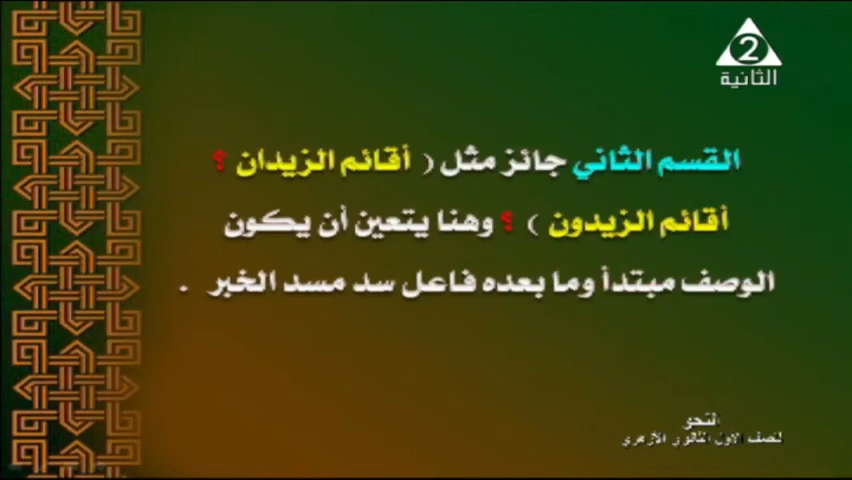 2
الثانية
القسم الثاني جائز مثل ( أقائم الزيدان ؟
أقائم الزيدون ) ؟ وهنا يتعين أن يكون
الوصف مبتدأ وما بعده فاعل سد مسد الخبر .
النحو
للصف الاول الثانوي الأزهري